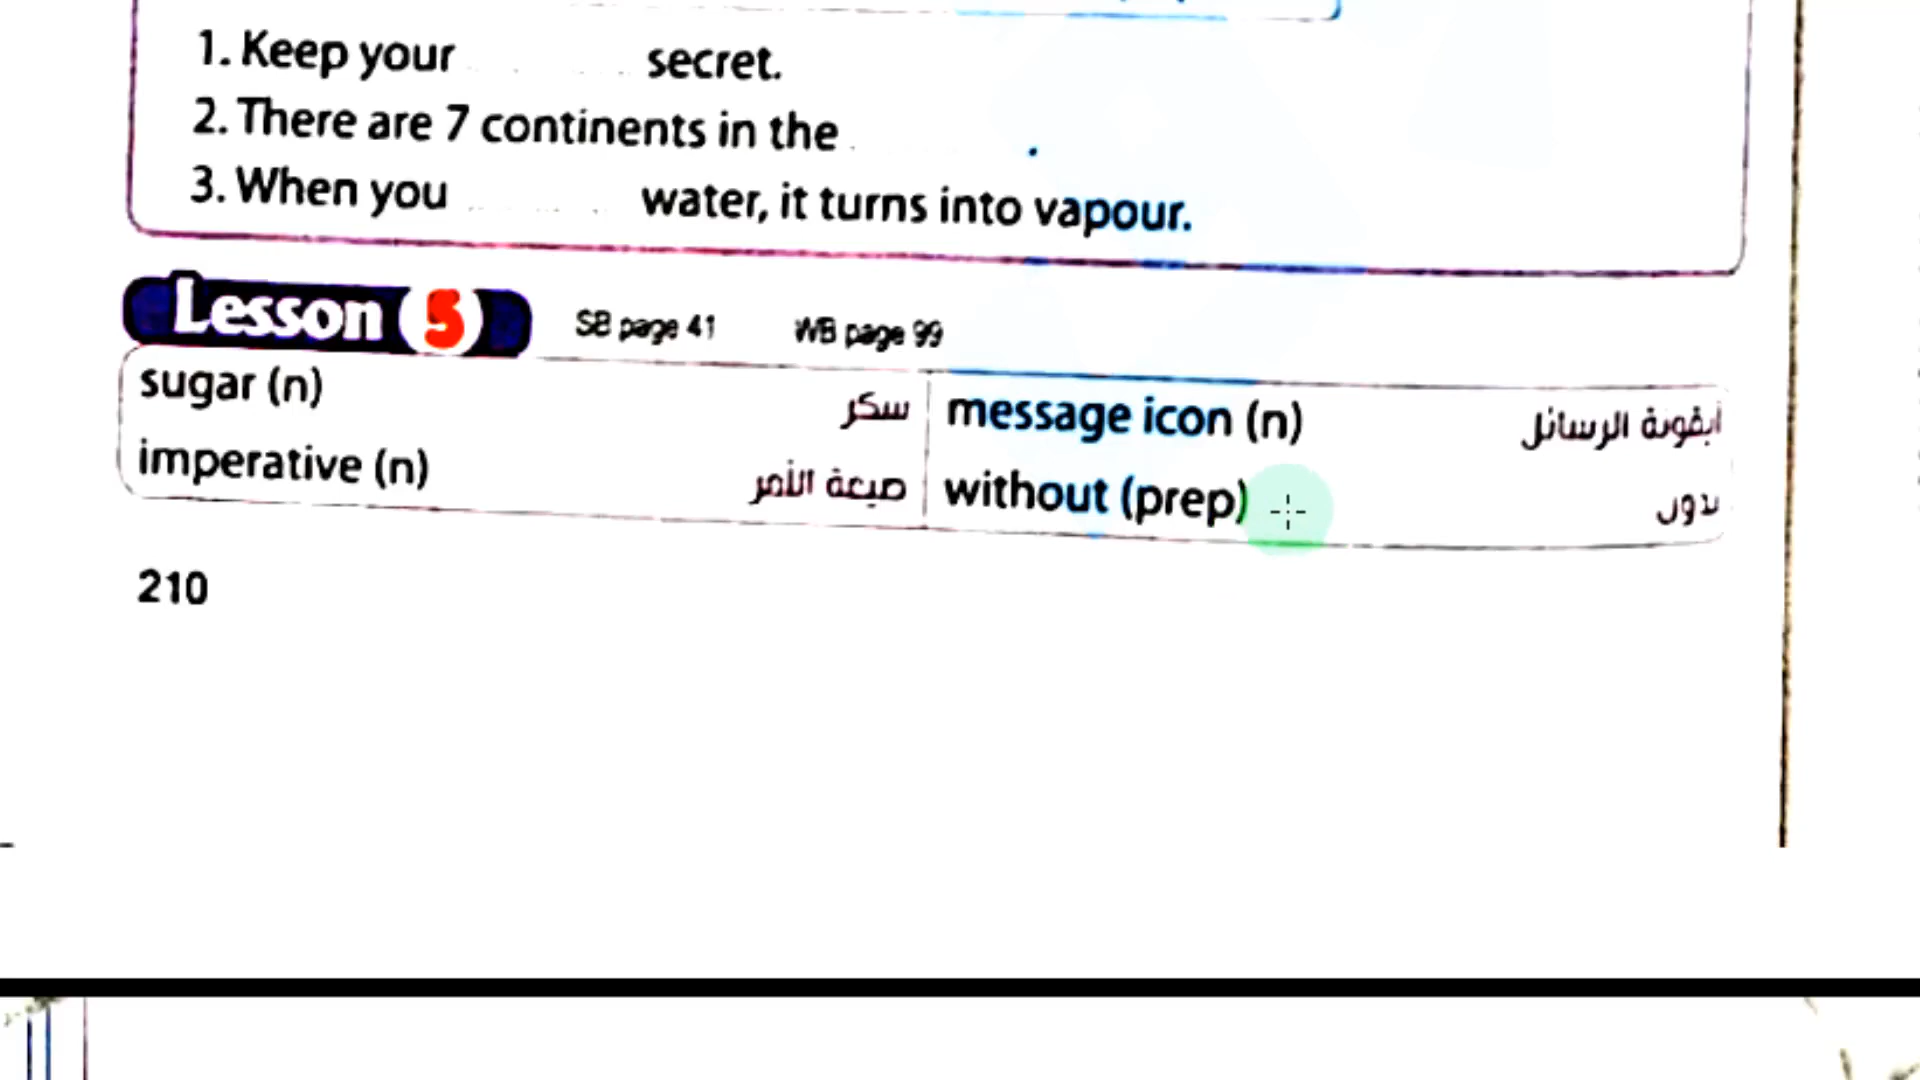 1. Keep your secret.
2. There are 7 continents in the .
3. When you water, it turns into vapour.
Lesson 5 SB page 41 WB page 99
sugar (n) سكر message icon (n) أيقونة الرسائل
imperative (n) صيغة الأمر without (prep) بدون
210